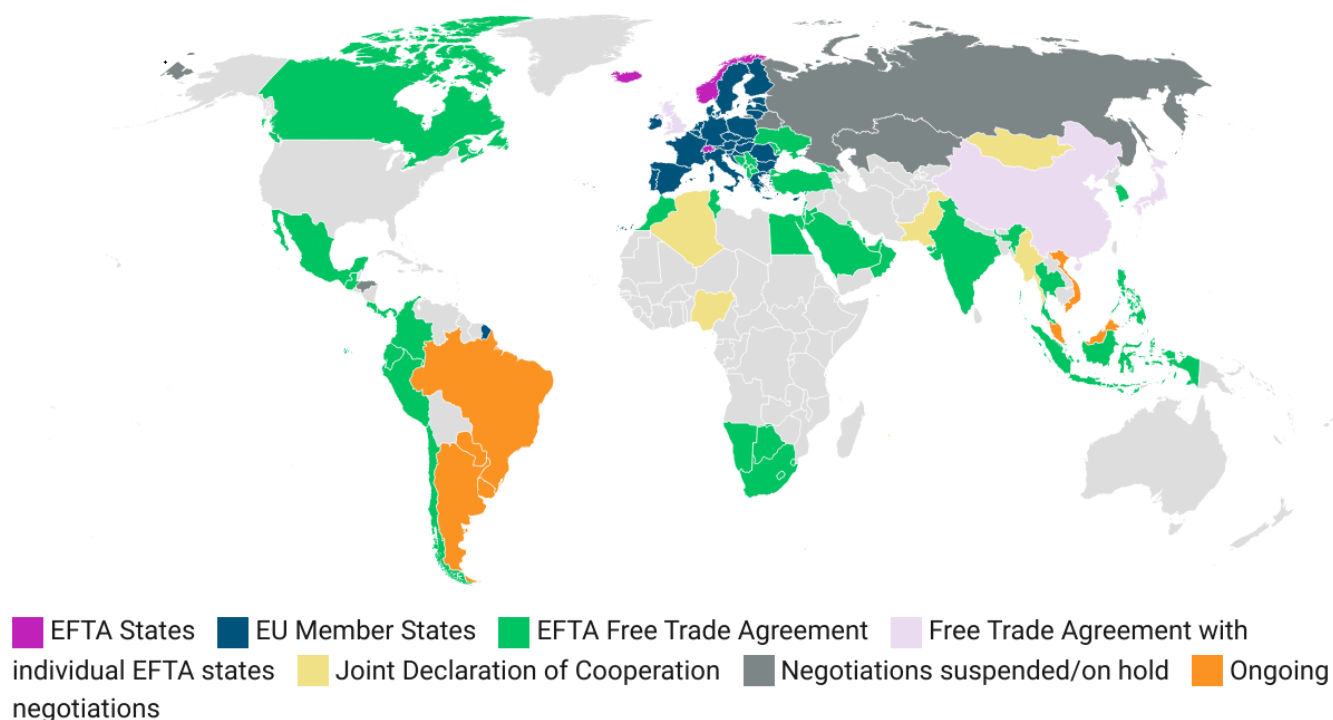 EFTA States EU Member States EFTA Free Trade Agreement Free Trade Agreement with
individual EFTA states Joint Declaration of Cooperation Negotiations suspended/on hold Ongoing
negotiations